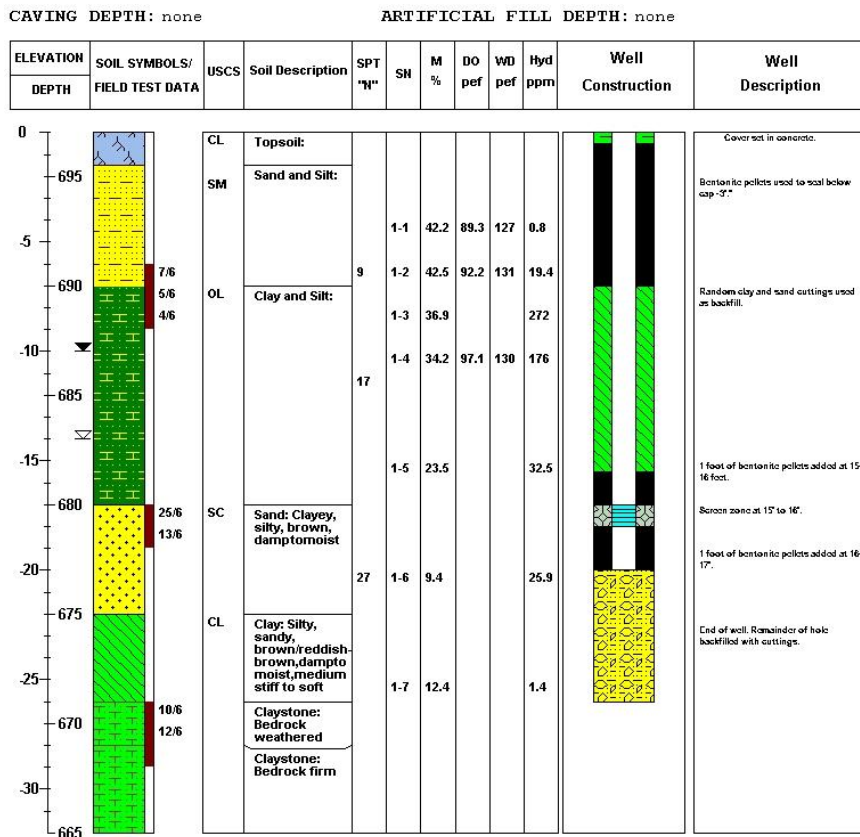 CAVING DEPTH: none
ARTIFICIAL FILL DEPTH: none
ELEVATION
DEPTH
SOIL SYMBOLS/
FIELD TEST DATA
USCS
Soil Description
SPT
"N"
SN
M
%
DO
pef
WD
pef
Hyd
ppm
Well
Construction
Well
Description
0
CL
Topsoil:
Cover set in concrete.
695
SM
Sand and Silt:
Bentonite pellets used to seal below
cap -3'."
-5
1-1 42.2 89.3 127 0.8
7/6
9 1-2 42.5 92.2 131 19.4
690
5/6
OL
Clay and Silt:
Random clay and sand cuttings used
as backfill.
4/6
1-3 36.9 272
-10
1-4 34.2 97.1 130 176
685
17
-15
1-5 23.5 32.5
1 foot of bentonite pellets added at 15-
16 feet.
680
25/6
13/6
SC
Sand: Clayey,
silty, brown,
damptomoist
Screen zone at 15" to 16".
-20
27 1-6 9.4 25.9
1 foot of bentonite pellets added at 16-
17".
675
CL
Clay: Silty,
sandy,
brown/reddish-
brown,dampto
moist,medium
stiff to soft
End of well. Remainder of hole
backfilled with cuttings.
-25
1-7 12.4 1.4
10/6
670
12/6
Claystone:
Bedrock
weathered
Claystone:
Bedrock firm
-30
665